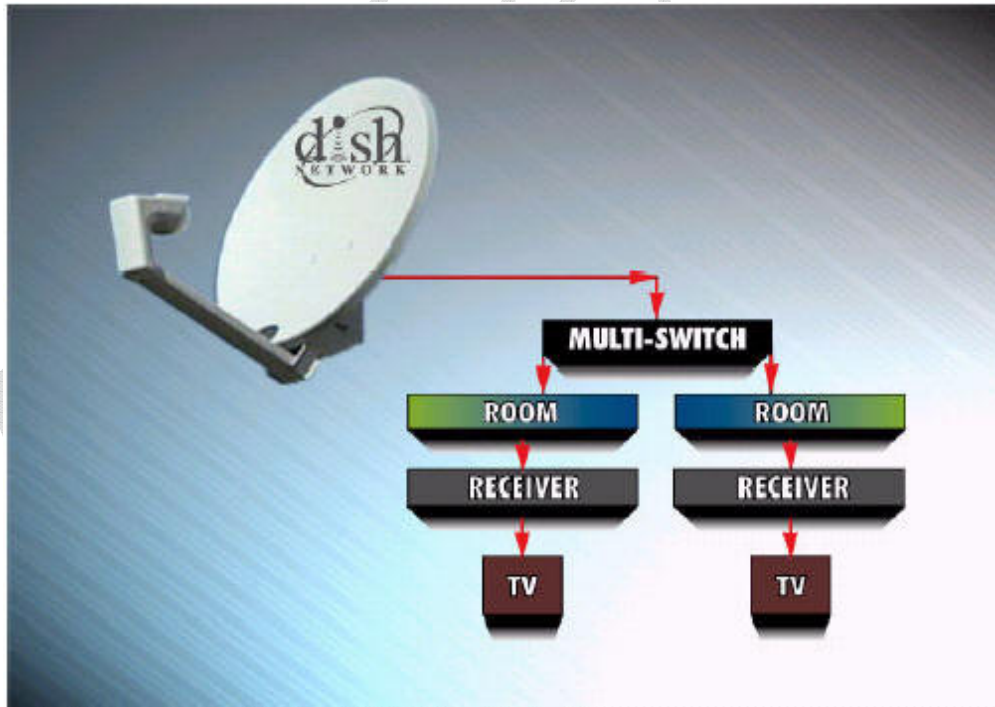 dish
NETWORK
MULTI-SWITCH
ROOM ROOM
RECEIVER RECEIVER
TV TV